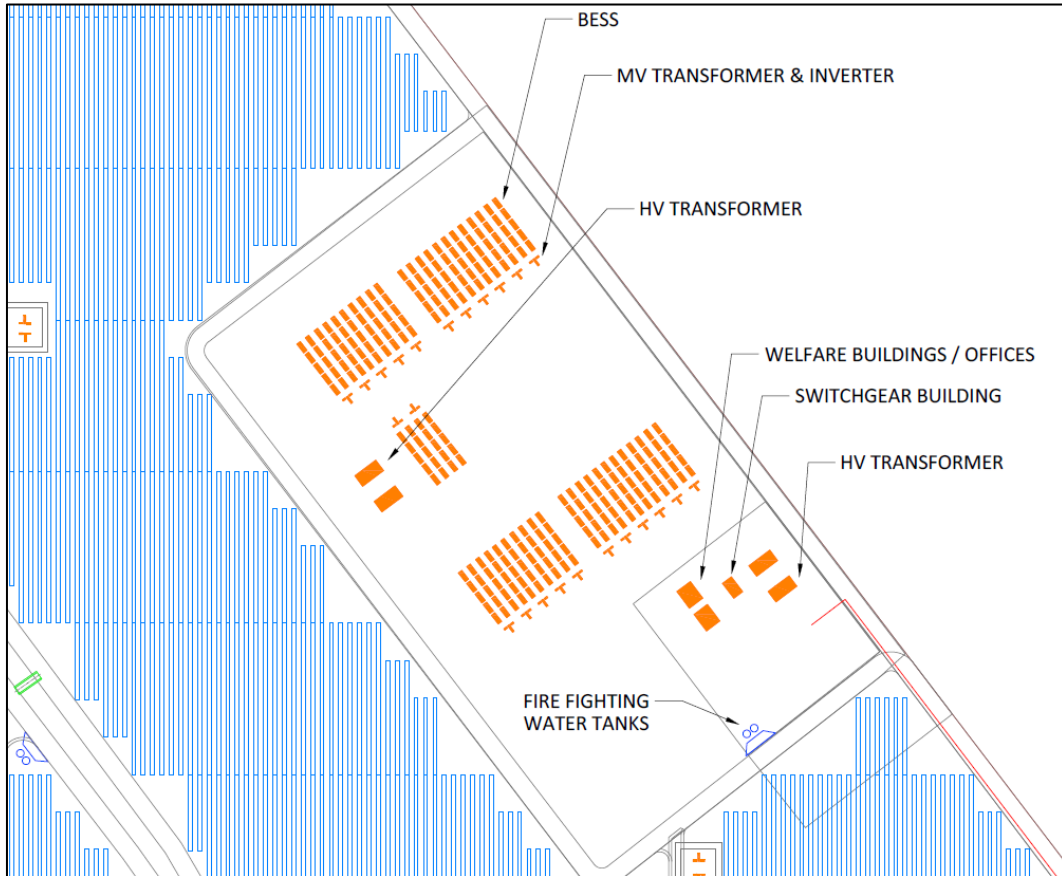 BESS
MV TRANSFORMER & INVERTER
HV TRANSFORMER
WELFARE BUILDINGS / OFFICES
SWITCHGEAR BUILDING
HV TRANSFORMER
FIRE FIGHTING
WATER TANKS